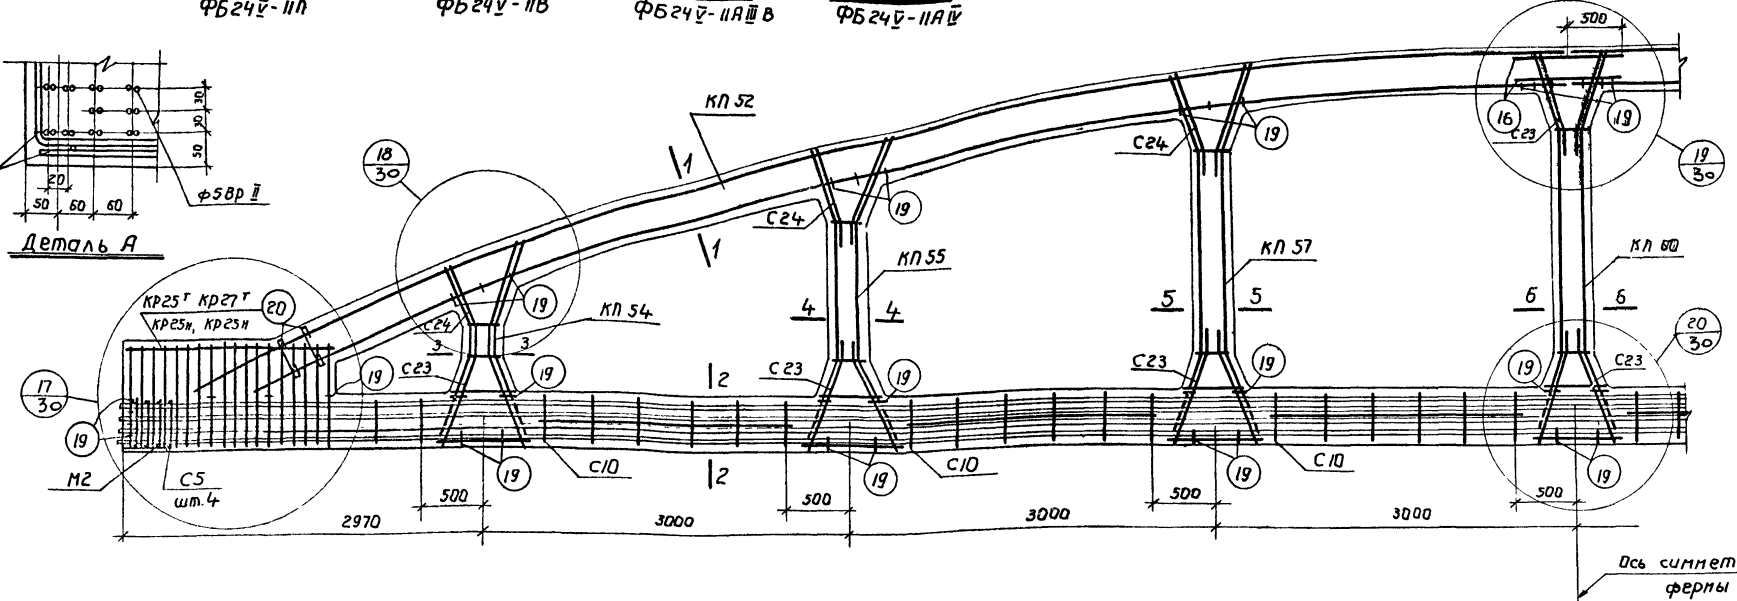 ФБ24V-IIП
ФБ24V-IIВ
ФБ24V-IIАIIIВ
ФБ24V-IIАIV
500
30
30
50
20
50
60
60
ф5ВрII
Деталь А
КП 52
18
30
1
1
16
19
С23
19
30
С24
19
С24
19
КП 55
КП 57
КП 60
КР25т КР27т
20
19
С24
КП 54
4
4
5
5
6
6
20
30
3
3
С23
19
19
2
С23
19
С23
19
19
С23
17
30
19
М2
С5
шт.4
19
С10
2
19
С10
19
С10
19
500
500
500
500
2970
3000
3000
3000
Ось симмет
фермы